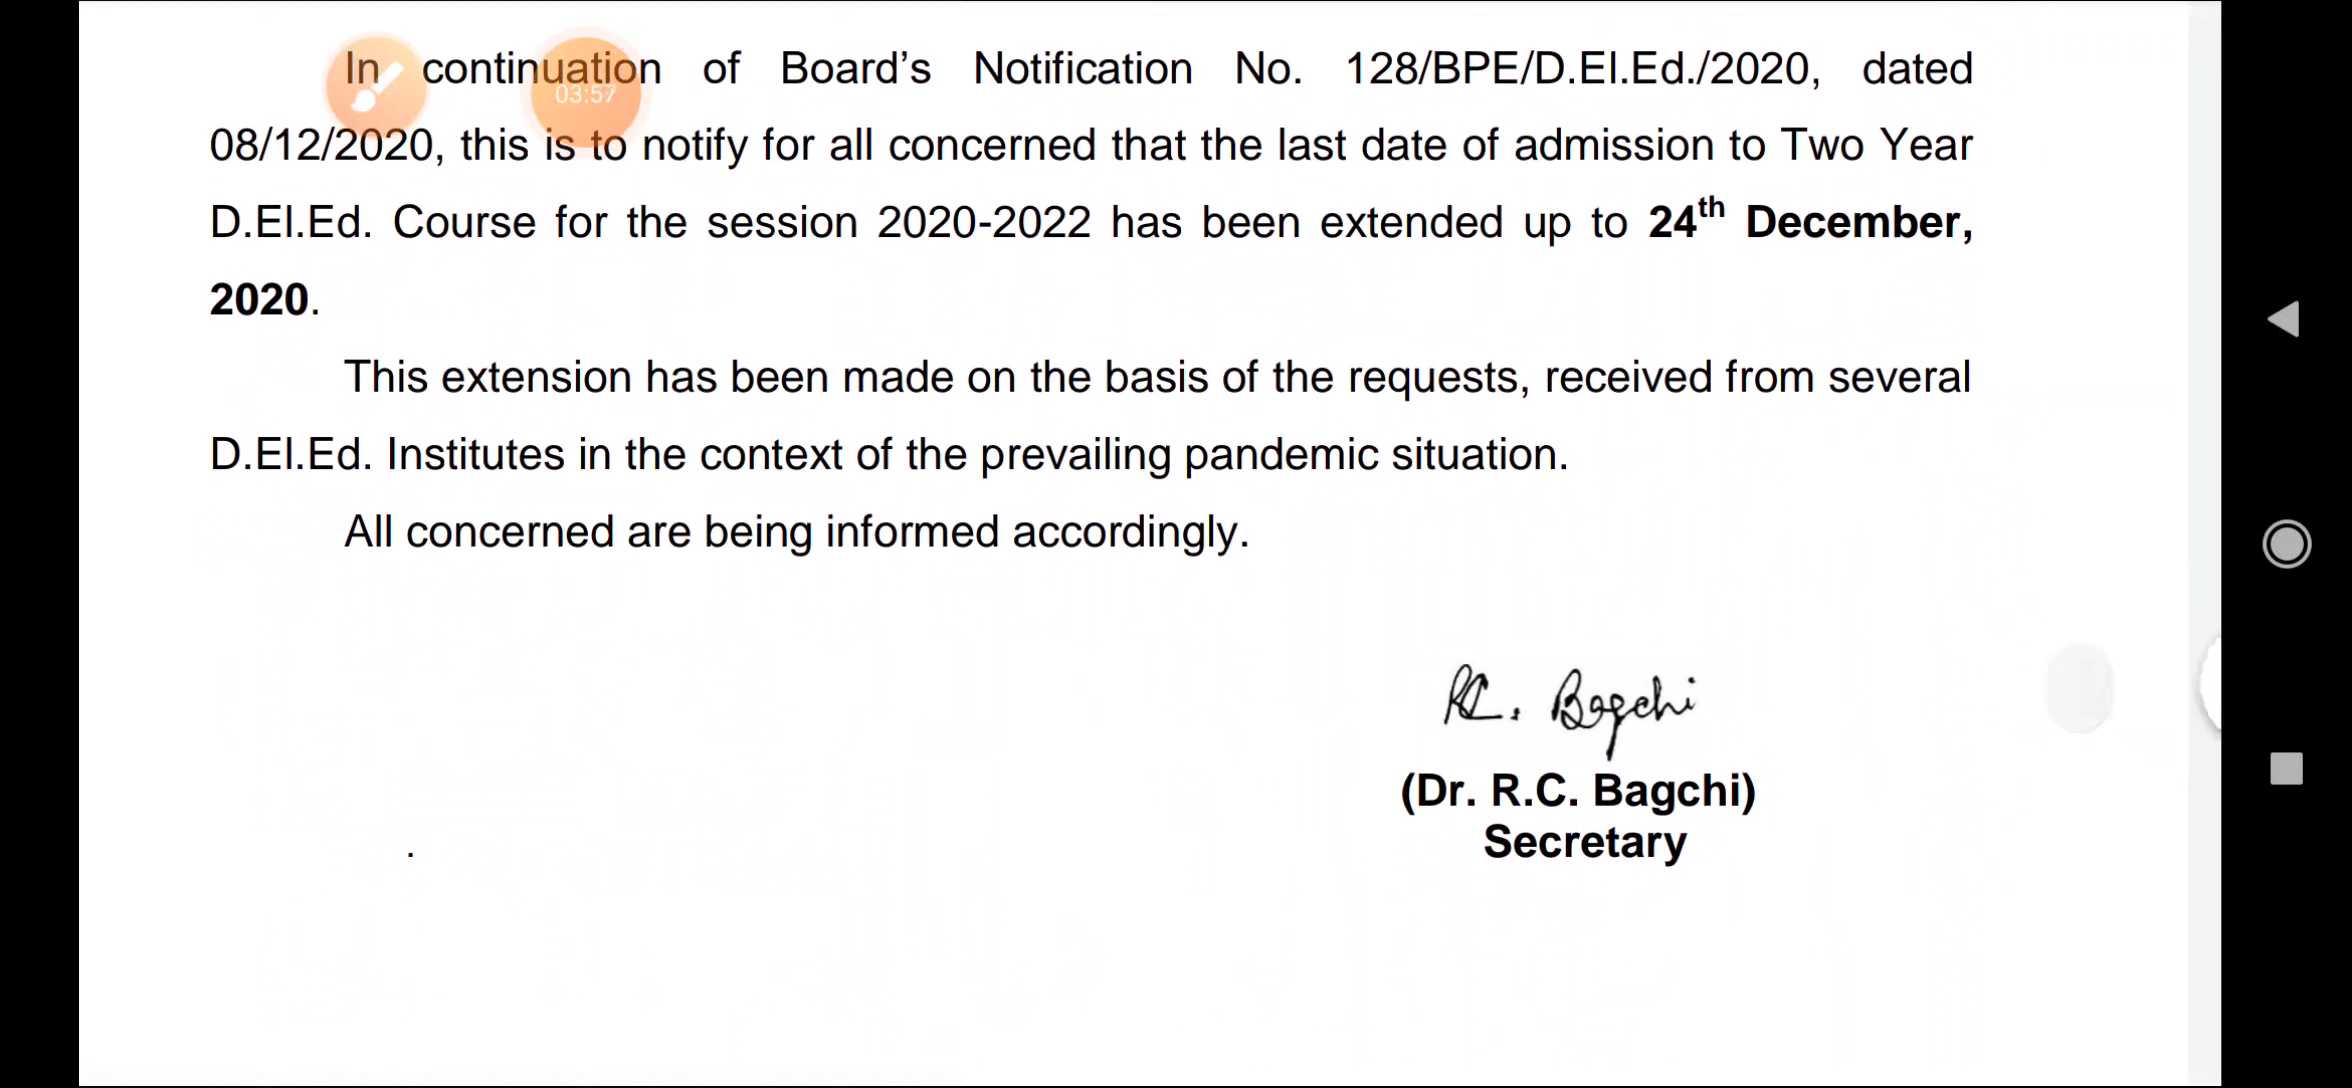 In continuation of Board’s Notification No. 128/BPE/D.El.Ed./2020, dated
03:57
08/12/2020, this is to notify for all concerned that the last date of admission to Two Year
D.El.Ed. Course for the session 2020-2022 has been extended up to 24th December,
2020.
This extension has been made on the basis of the requests, received from several
D.El.Ed. Institutes in the context of the prevailing pandemic situation.
All concerned are being informed accordingly.
RC. Bagchi
(Dr. R.C. Bagchi)
Secretary
.